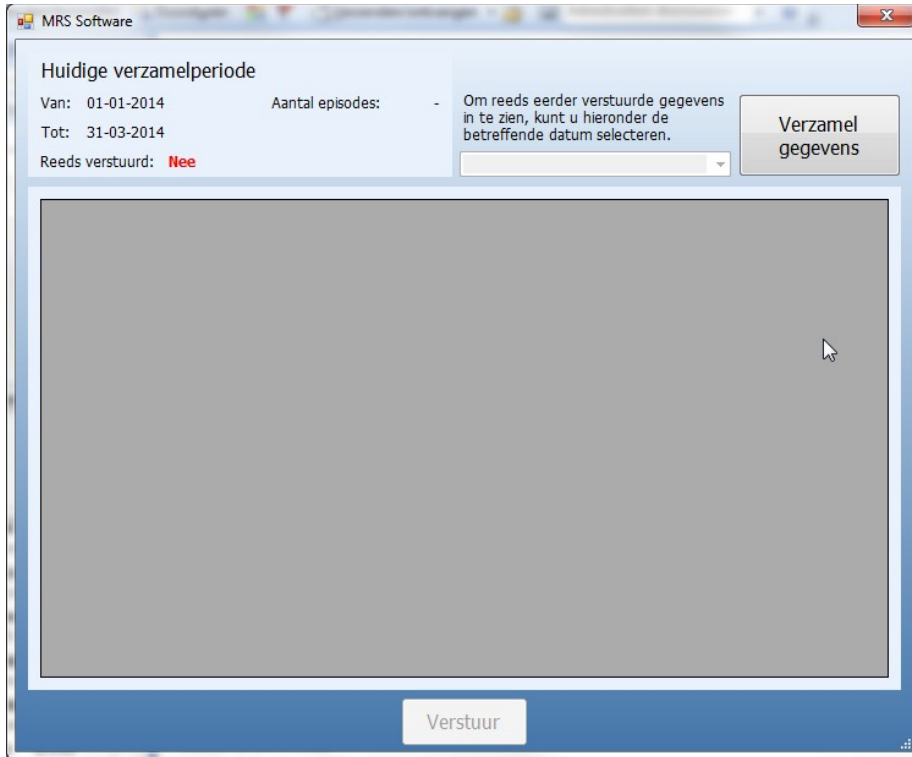 MRS Software
Huidige verzamelperiode
Van: 01-01-2014 Aantal episodes: -
Tot: 31-03-2014
Reeds verstuurd: Nee
Om reeds eerder verstuurde gegevens
in te zien, kunt u hieronder de
betreffende datum selecteren.
Verzamel
gegevens
Verstuur